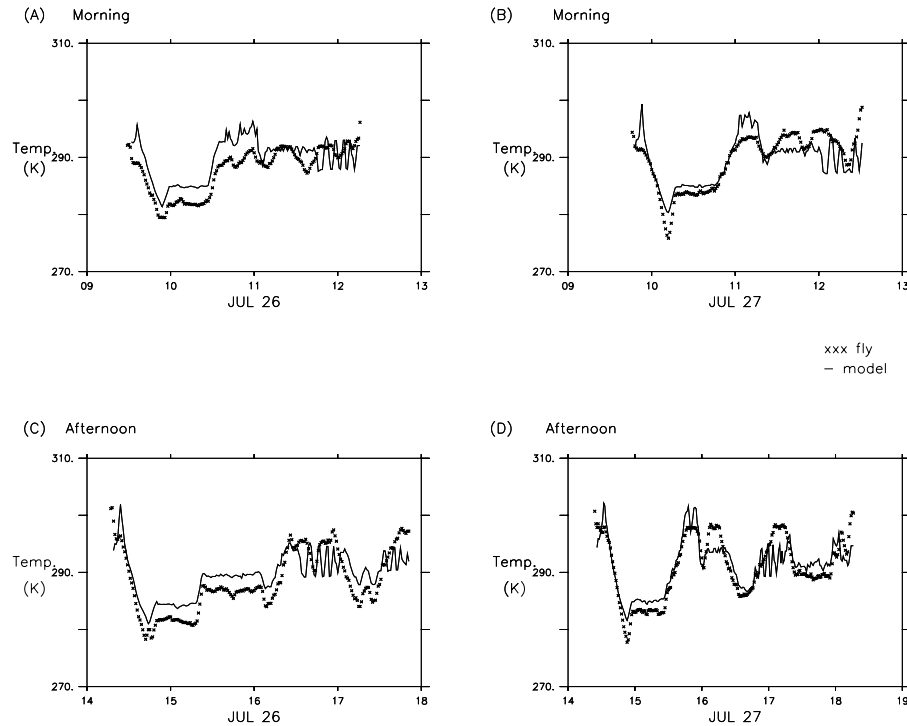 (A) Morning
310.
Temp.
(K)
290.
270.
09 10 11 12 13
JUL 26
(B) Morning
310.
Temp.
(K)
290.
270.
09 10 11 12 13
JUL 27
xxx fly
– model
(C) Afternoon
310.
Temp.
(K)
290.
270.
14 15 16 17 18
JUL 26
(D) Afternoon
310.
Temp.
(K)
290.
270.
14 15 16 17 18 19
JUL 27